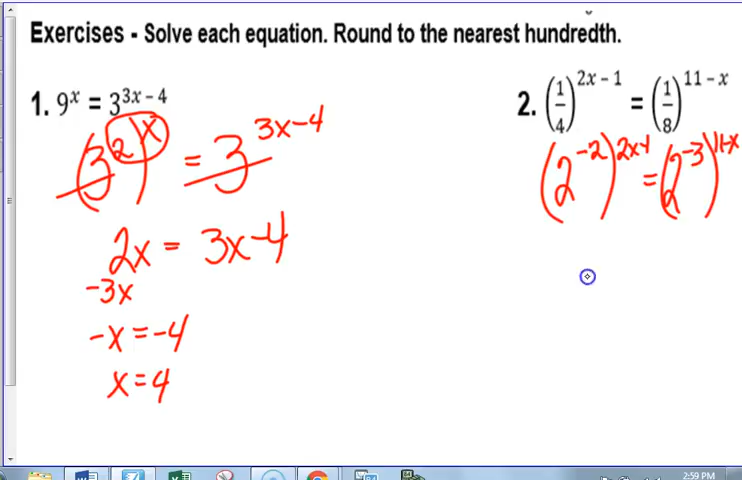 Exercises - Solve each equation. Round to the nearest hundredth.
1. 9^x = 3^(3x – 4)
(3^2)^x = 3^(3x-4)
2x = 3x-4
-3x
-x = -4
x = 4
2. (1/4)^(2x – 1) = (1/8)^(11 – x)
(2^-2)^(2x-1) = (2^-3)^(11-x)
2:59 PM